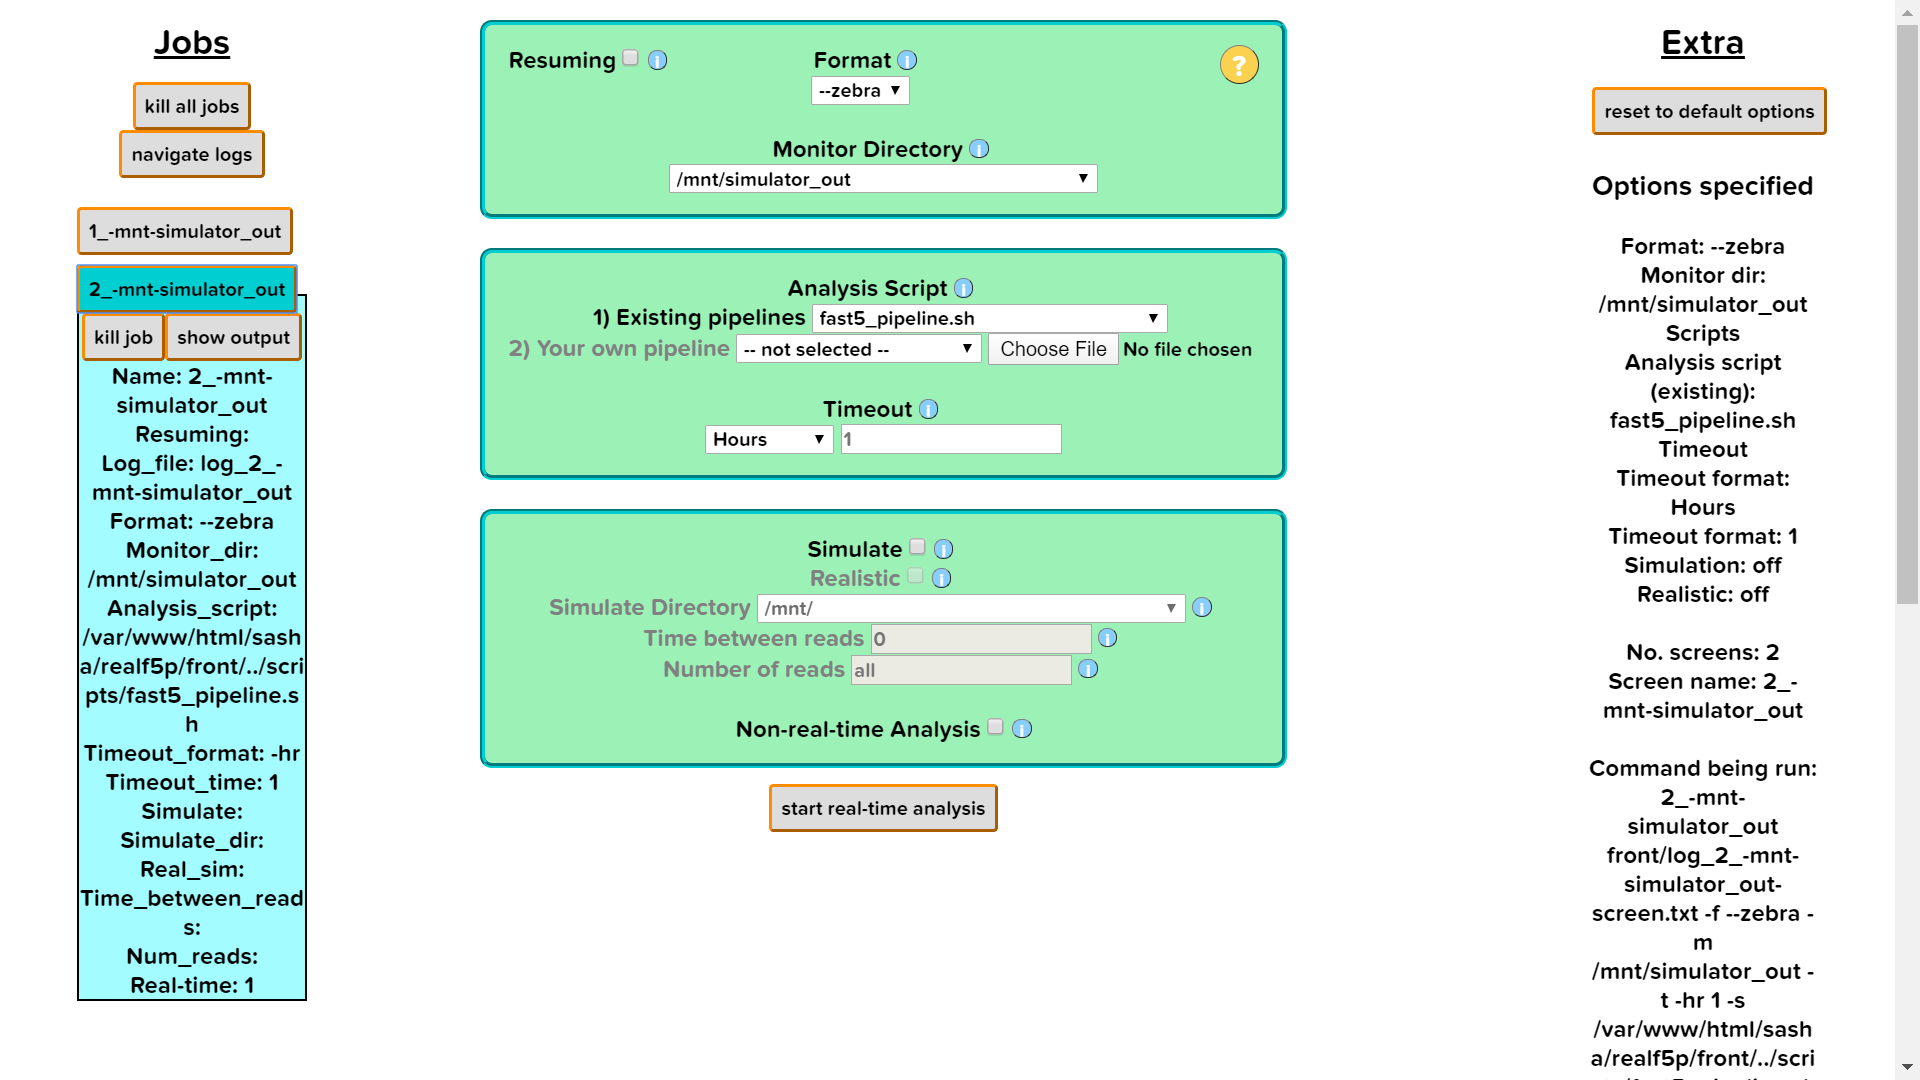 Jobs
kill all jobs
navigate logs
1_-mnt-simulator_out
2_-mnt-simulator_out
kill job
show output
Name: 2_-mnt-
simulator_out
Resuming:
Log_file: log_2_-
mnt-simulator_out
Format: --zebra
Monitor_dir:
/mnt/simulator_out
Analysis_script:
/var/www/html/sash
a/realf5p/front/../scri
pts/fast5_pipeline.s
h
Timeout_format: -hr
Timeout_time: 1
Simulate:
Simulate_dir:
Real_sim:
Time_between_read
s:
Num_reads:
Real-time: 1
Resuming
Format
?
--zebra
Monitor Directory
/mnt/simulator_out
Analysis Script
1) Existing pipelines fast5_pipeline.sh
2) Your own pipeline -- not selected -- Choose File No file chosen
Timeout
Hours 1
Simulate
Realistic
Simulate Directory /mnt/
Time between reads 0
Number of reads all
Non-real-time Analysis
start real-time analysis
Extra
reset to default options
Options specified
Format: --zebra
Monitor dir:
/mnt/simulator_out
Scripts
Analysis script
(existing):
fast5_pipeline.sh
Timeout
Timeout format:
Hours
Timeout format: 1
Simulation: off
Realistic: off
No. screens: 2
Screen name: 2_-
mnt-simulator_out
Command being run:
2_-mnt-
simulator_out
front/log_2_-mnt-
simulator_out-
screen.txt -f --zebra -
m
/mnt/simulator_out -
t -hr 1 -s
/var/www/html/sash
a/realf5p/front/../scri